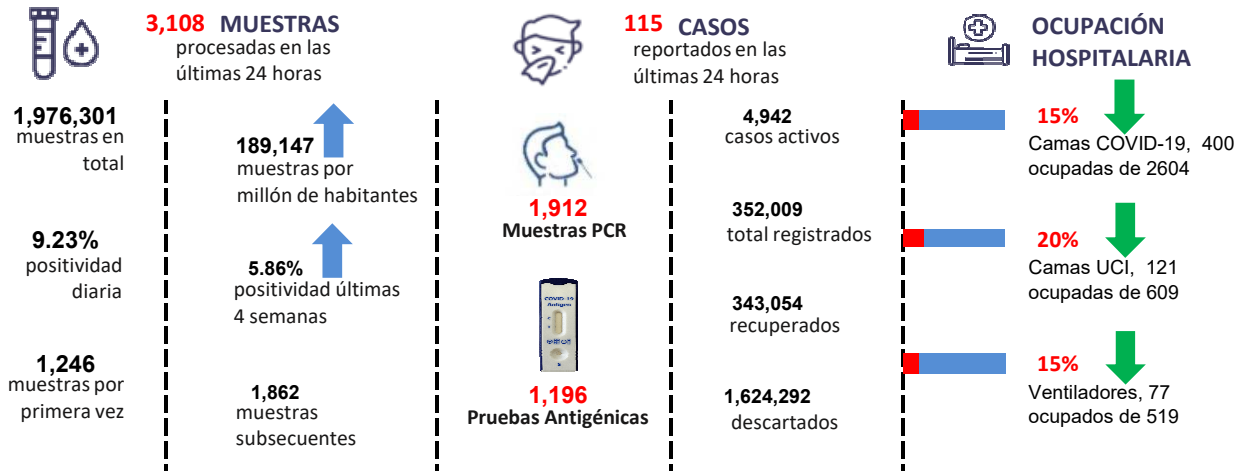 3,108 MUESTRAS
procesadas en las
últimas 24 horas
1,976,301
muestras en
total
189,147
muestras por
millón de habitantes
9.23%
positividad
diaria
5.86%
positividad últimas
4 semanas
1,246
muestras por
primera vez
1,862
muestras
subsecuentes
115 CASOS
reportados en las
últimas 24 horas
1,912
Muestras PCR
COVID-19
Antigen
1,196
Pruebas Antigénicas
4,942
casos activos
352,009
total registrados
343,054
recuperados
1,624,292
descartados
OCUPACIÓN
HOSPITALARIA
15%
Camas COVID-19, 400
ocupadas de 2604
20%
Camas UCI, 121
ocupadas de 609
15%
Ventiladores, 77
ocupados de 519